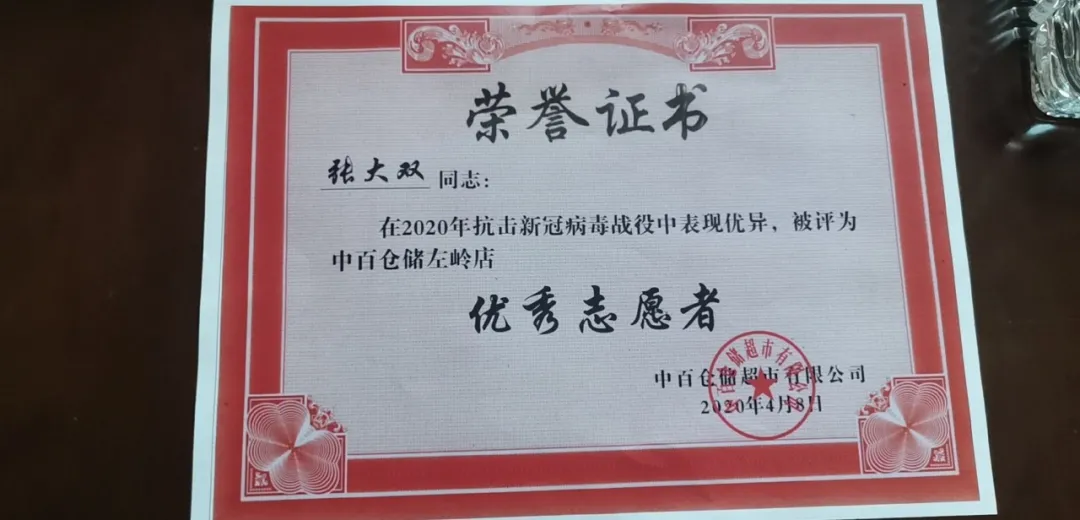 荣誉证书
张大双 同志：
在2020年抗击新冠病毒战役中表现优异，被评为
中百仓储左岭店
优秀志愿者
中百仓储超市有限公司
2020年4月8日